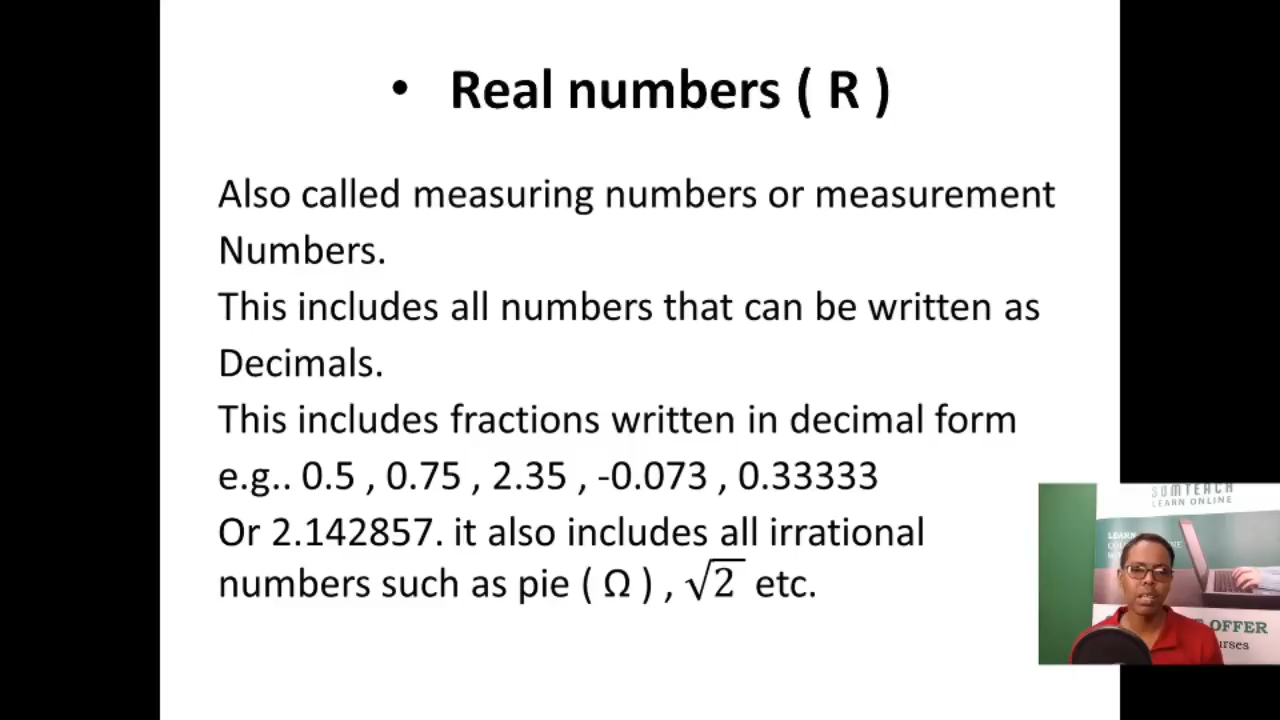 • Real numbers ( R )
Also called measuring numbers or measurement
Numbers.
This includes all numbers that can be written as
Decimals.
This includes fractions written in decimal form
e.g.. 0.5 , 0.75 , 2.35 , -0.073 , 0.33333
Or 2.142857. it also includes all irrational
numbers such as pie ( Ω ) , √2 etc.
SOMTEACH
LEARN ONLINE
LEARN
OFFER